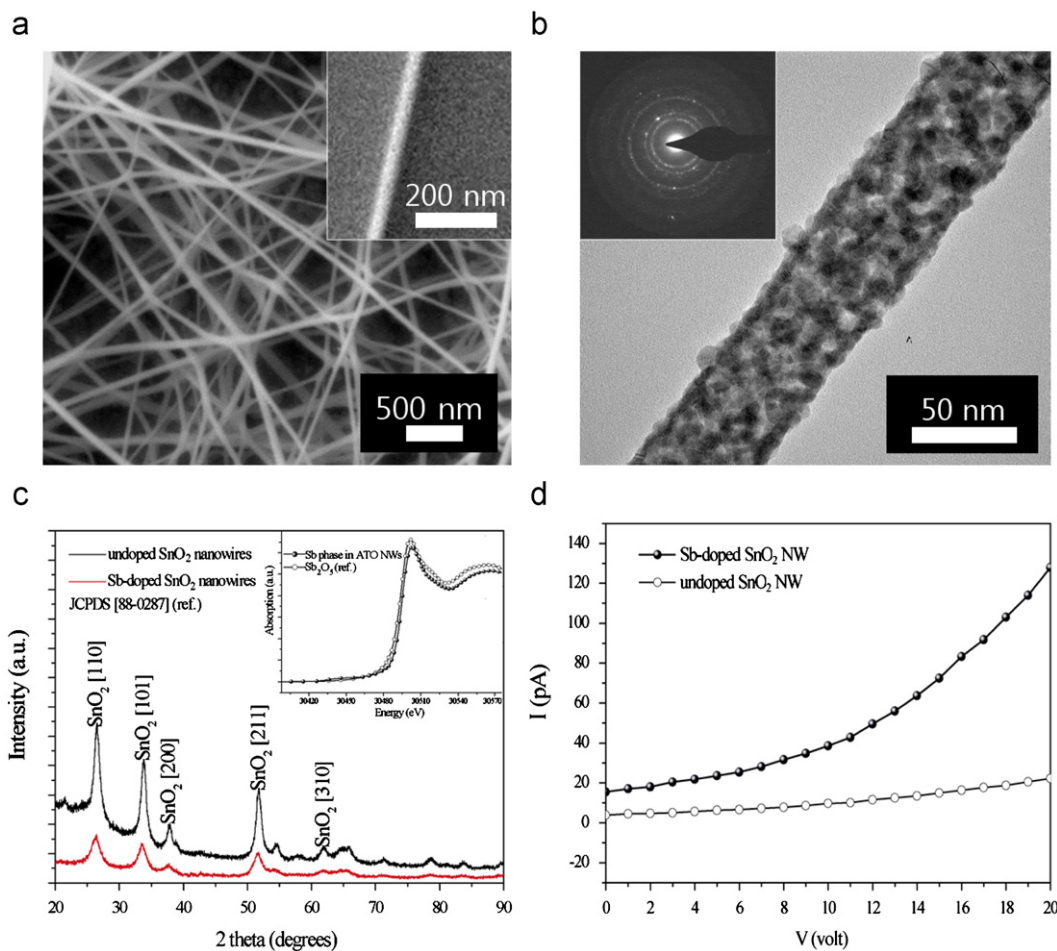 a
200 nm
500 nm
b
50 nm
c
undoped SnO2 nanowires
Sb-doped SnO2 nanowires
JCPDS [88-0287] (ref.)
Sb phase in ATO NWs
Sb2O5 (ref.)
Absorption (a.u.)
30420 30450 30480 30510 30540 30570
Energy (eV)
Intensity (a.u.)
SnO2 [110]
SnO2 [101]
SnO2 [200]
SnO2 [211]
SnO2 [310]
20 30 40 50 60 70 80 90
2 theta (degrees)
d
Sb-doped SnO2 NW
undoped SnO2 NW
I (pA)
140
120
100
80
60
40
20
0
-20
0 2 4 6 8 10 12 14 16 18 20
V (volt)